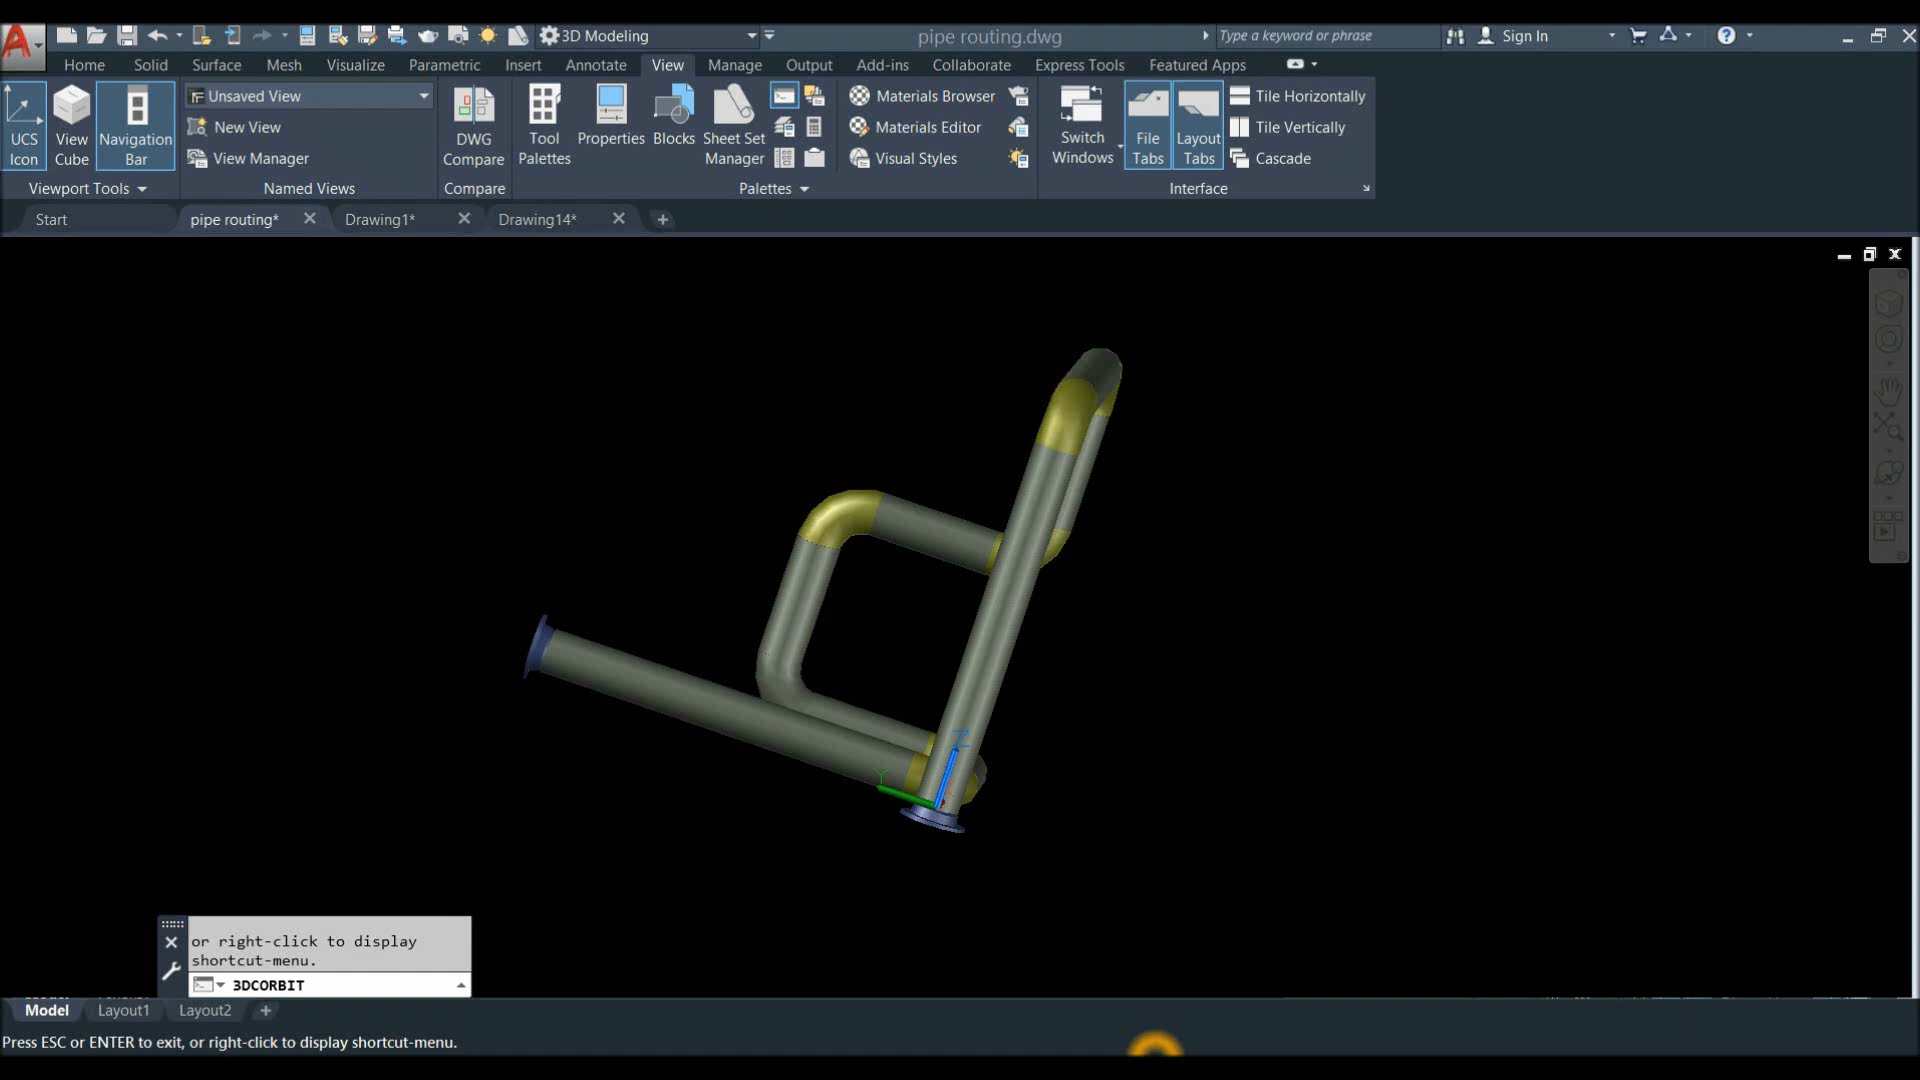 3D Modeling
pipe routing.dwg
Type a keyword or phrase
Sign In
Home Solid Surface Mesh Visualize Parametric Insert Annotate View Manage Output Add-ins Collaborate Express Tools Featured Apps
UCS Icon
View Cube
Navigation Bar
Unsaved View
New View
View Manager
DWG Compare
Tool Palettes
Properties
Blocks
Sheet Set Manager
Materials Browser
Materials Editor
Visual Styles
Switch Windows
File Tabs
Layout Tabs
Tile Horizontally
Tile Vertically
Cascade
Viewport Tools
Named Views
Compare
Palettes
Interface
Start
pipe routing*
Drawing1*
Drawing14*
Z
Y
or right-click to display
shortcut-menu.
3DCORBIT
Model Layout1 Layout2
Press ESC or ENTER to exit, or right-click to display shortcut-menu.